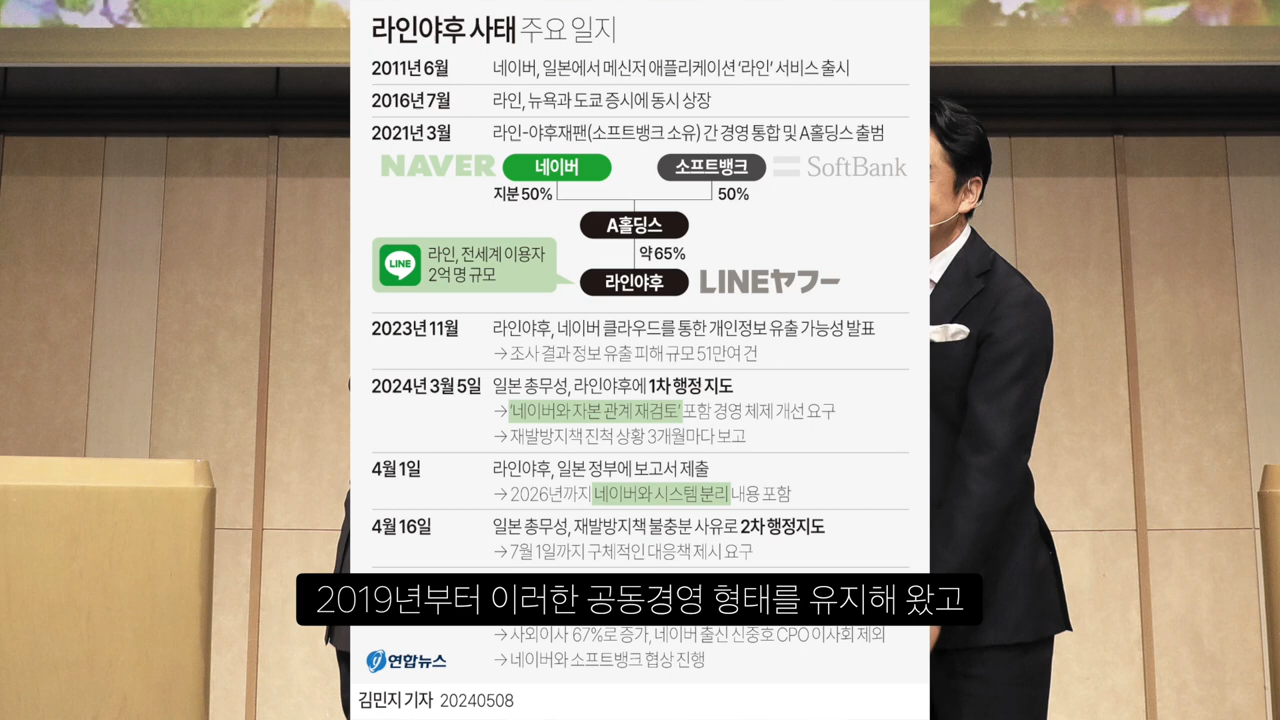 라인야후 사태 주요 일지
2011년 6월 네이버, 일본에서 메신저 애플리케이션 '라인' 서비스 출시
2016년 7월 라인, 뉴욕과 도쿄 증시에 동시 상장
2021년 3월 라인-야후재팬(소프트뱅크 소유) 간 경영 통합 및 A홀딩스 출범
NAVER 네이버 소프트뱅크 SoftBank
지분 50% 50%
A홀딩스
약 65%
LINE 라인, 전세계 이용자
2억 명 규모
라인야후 LINEヤフー
2023년 11월 라인야후, 네이버 클라우드를 통한 개인정보 유출 가능성 발표
→ 조사 결과 정보 유출 피해 규모 51만여 건
2024년 3월 5일 일본 총무성, 라인야후에 1차 행정 지도
→ '네이버와 자본 관계 재검토' 포함 경영 체제 개선 요구
→ 재발방지책 진척 상황 3개월마다 보고
4월 1일 라인야후, 일본 정부에 보고서 제출
→ 2026년까지 네이버와 시스템 분리 내용 포함
4월 16일 일본 총무성, 재발방지책 불충분 사유로 2차 행정지도
→ 7월 1일까지 구체적인 대응책 제시 요구
2019년부터 이러한 공동경영 형태를 유지해 왔고
→ 사외이사 67%로 증가, 네이버 출신 신중호 CPO 이사회 제외
→ 네이버와 소프트뱅크 협상 진행
연합뉴스
김민지 기자 20240508